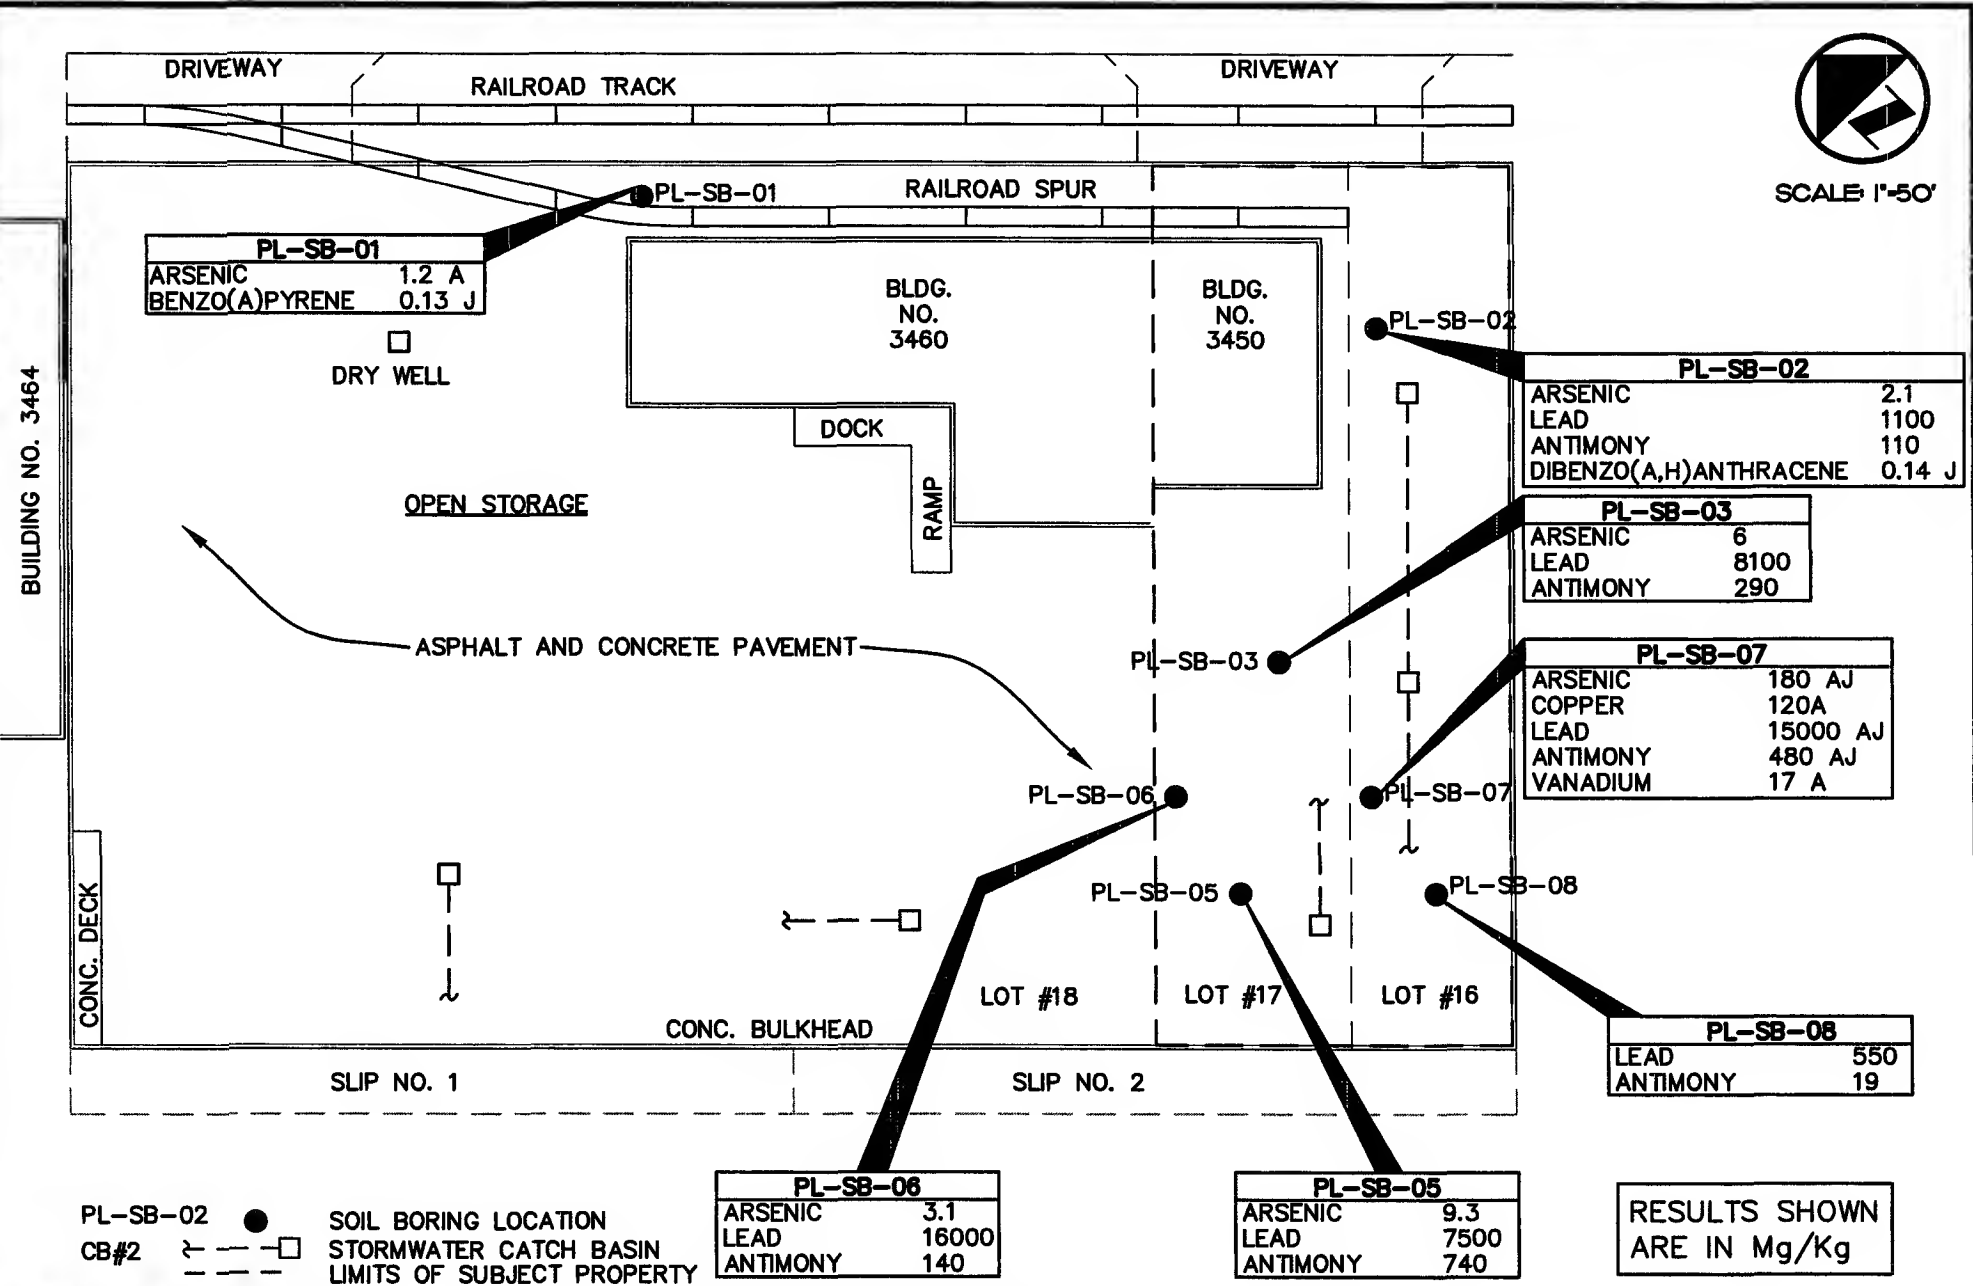 DRIVEWAY
RAILROAD TRACK
DRIVEWAY
SCALE: 1"=50'
PL-SB-01
RAILROAD SPUR
PL-SB-01
ARSENIC 1.2 A
BENZO(A)PYRENE 0.13 J
DRY WELL
BUILDING NO. 3464
BLDG.
NO.
3460
BLDG.
NO.
3450
PL-SB-02
PL-SB-02
ARSENIC 2.1
LEAD 1100
ANTIMONY 110
DIBENZO(A,H)ANTHRACENE 0.14 J
DOCK
RAMP
OPEN STORAGE
PL-SB-03
ARSENIC 6
LEAD 8100
ANTIMONY 290
ASPHALT AND CONCRETE PAVEMENT
PL-SB-03
PL-SB-07
ARSENIC 180 AJ
COPPER 120A
LEAD 15000 AJ
ANTIMONY 480 AJ
VANADIUM 17 A
PL-SB-06
PL-SB-07
PL-SB-05
PL-SB-08
CONC. DECK
LOT #18
LOT #17
LOT #16
CONC. BULKHEAD
PL-SB-08
LEAD 550
ANTIMONY 19
SLIP NO. 1
SLIP NO. 2
PL-SB-06
ARSENIC 3.1
LEAD 16000
ANTIMONY 140
PL-SB-05
ARSENIC 9.3
LEAD 7500
ANTIMONY 740
PL-SB-02 SOIL BORING LOCATION
CB#2 STORMWATER CATCH BASIN
LIMITS OF SUBJECT PROPERTY
RESULTS SHOWN
ARE IN Mg/Kg